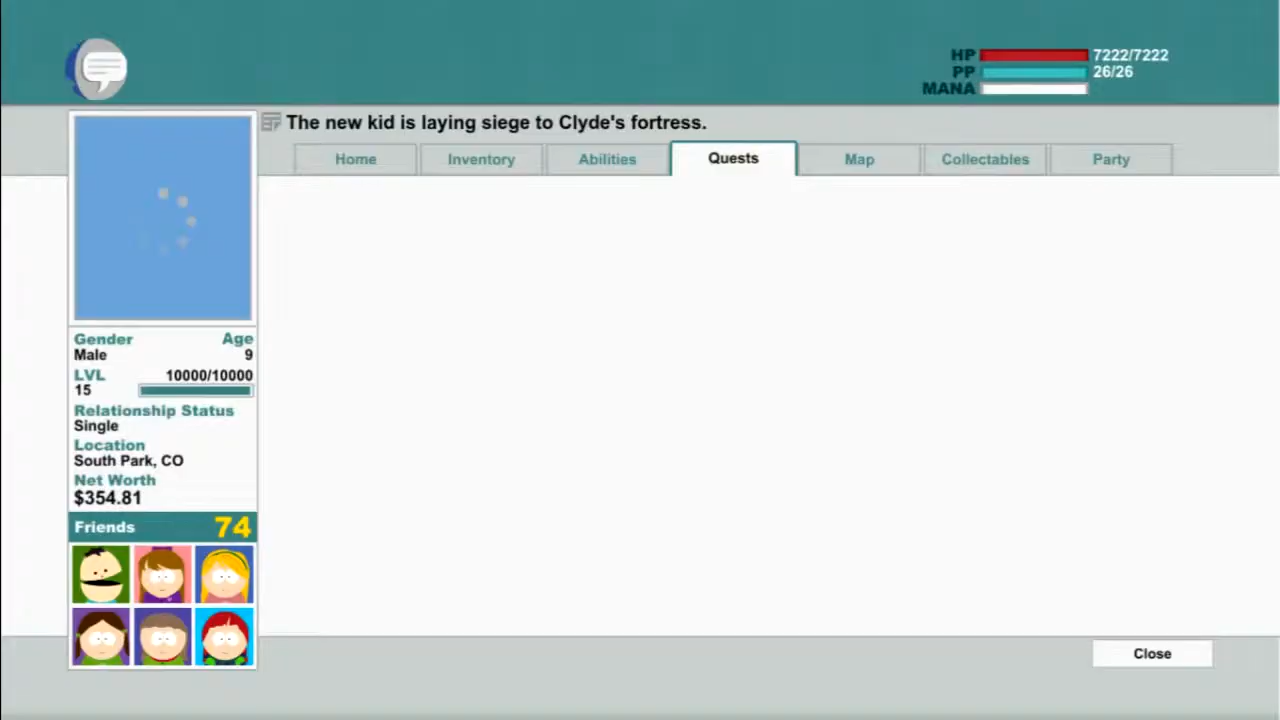 HP 7222/7222
PP 26/26
MANA
The new kid is laying siege to Clyde's fortress.
Home Inventory Abilities Quests Map Collectables Party
Gender Age
Male 9
LVL 10000/10000
15
Relationship Status
Single
Location
South Park, CO
Net Worth
$354.81
Friends 74
Close